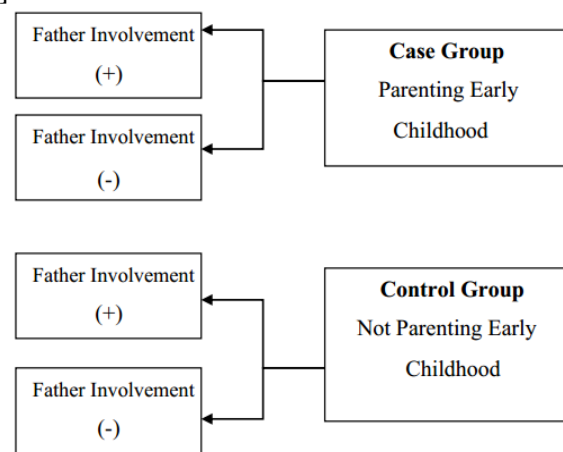 Father Involvement
(+)
Father Involvement
(-)
Case Group
Parenting Early
Childhood
Father Involvement
(+)
Father Involvement
(-)
Control Group
Not Parenting Early
Childhood